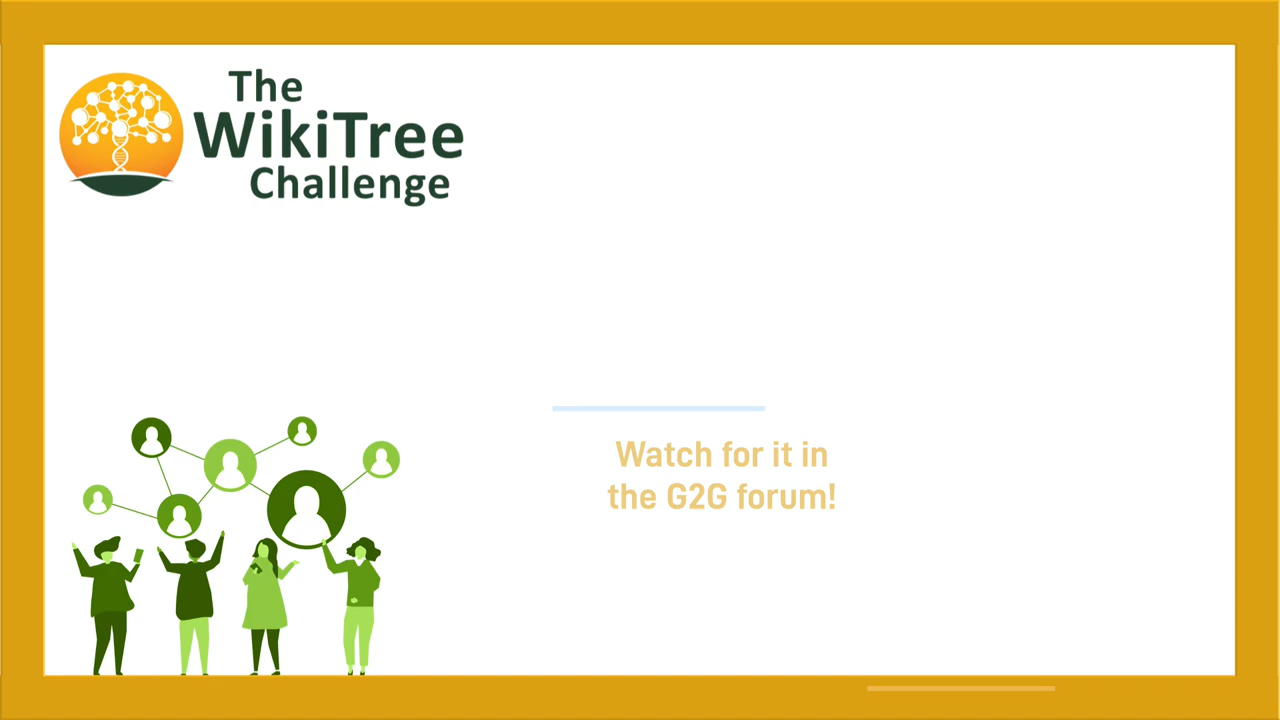 The
WikiTree
Challenge
Watch for it in
the G2G forum!